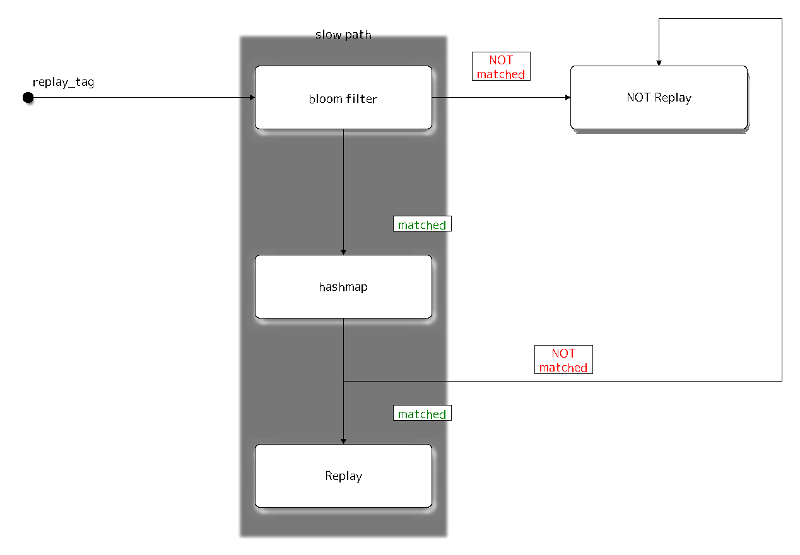 slow path
replay_tag
bloom filter
NOT
matched
NOT Replay
matched
hashmap
NOT
matched
matched
Replay